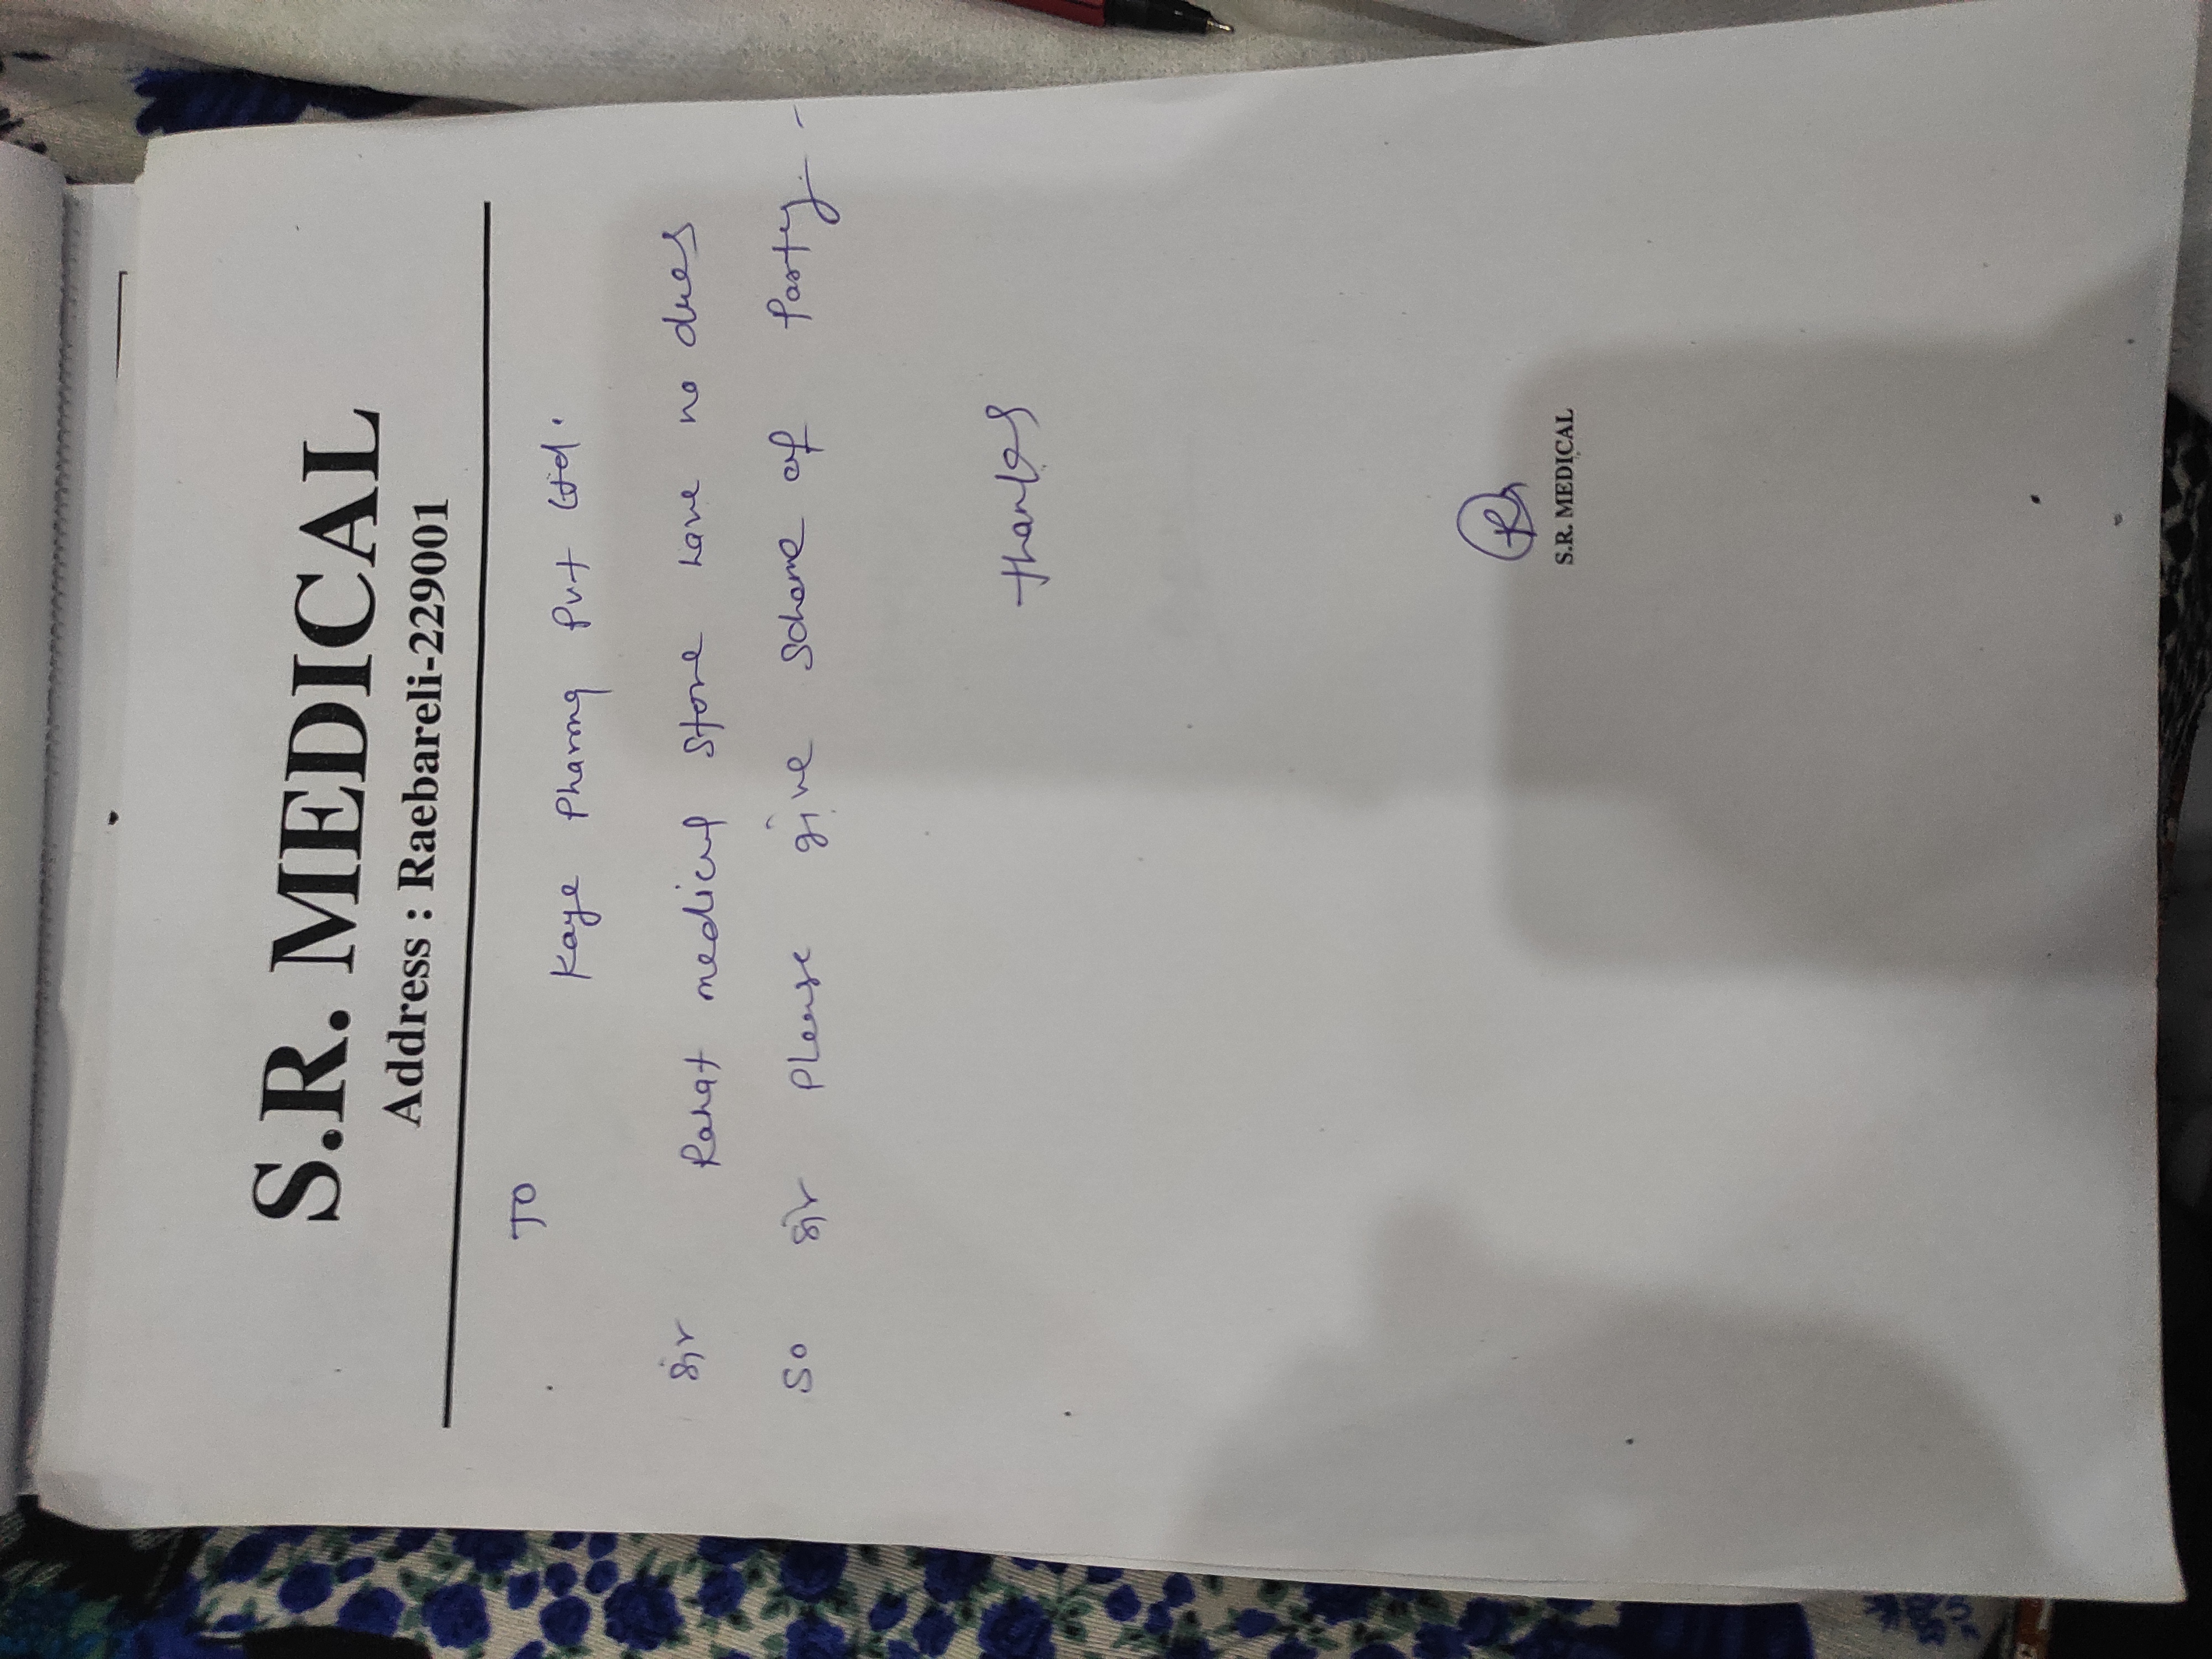 S.R. MEDICAL
Address : Raebareli-229001
TO
Kaye Pharma Pvt Ltd.
Sir Rahat medical store have no dues
So Sir Please give Scheme of Party -
thanks
S.R. MEDICAL